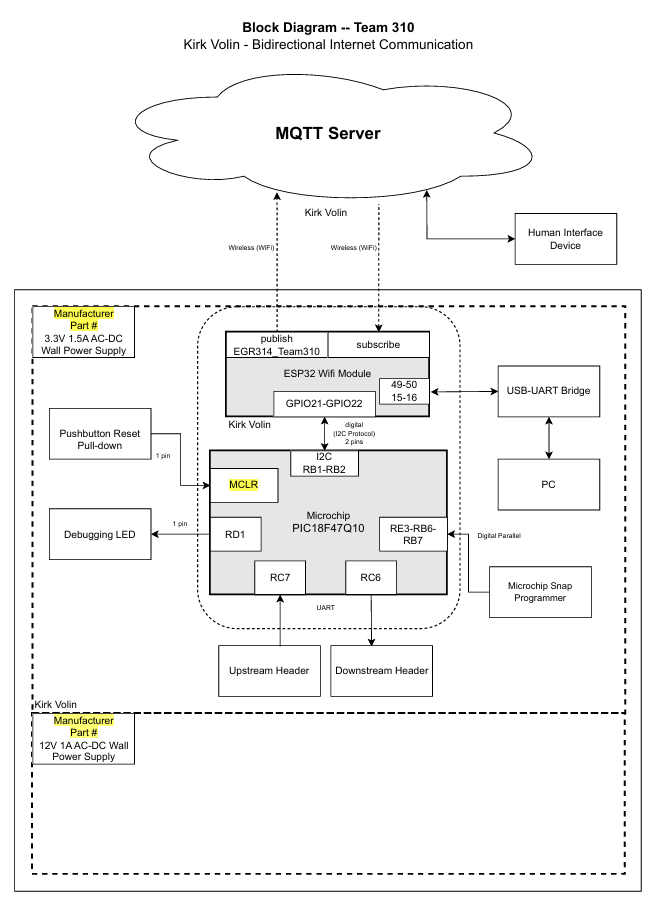 Block Diagram -- Team 310
Kirk Volin - Bidirectional Internet Communication
MQTT Server
Kirk Volin
Wireless (WiFi)
Wireless (WiFi)
Human Interface
Device
Manufacturer
Part #
3.3V 1.5A AC-DC
Wall Power Supply
publish
EGR314_Team310
subscribe
ESP32 Wifi Module
49-50
15-16
GPIO21-GPIO22
Kirk Volin
USB-UART Bridge
PC
digital
(I2C Protocol)
2 pins
Pushbutton Reset
Pull-down
1 pin
I2C
RB1-RB2
MCLR
Microchip
PIC18F47Q10
Debugging LED
1 pin
RD1
RE3-RB6-
RB7
Digital Parallel
Microchip Snap
Programmer
RC7
RC6
UART
Upstream Header
Downstream Header
Kirk Volin
Manufacturer
Part #
12V 1A AC-DC Wall
Power Supply